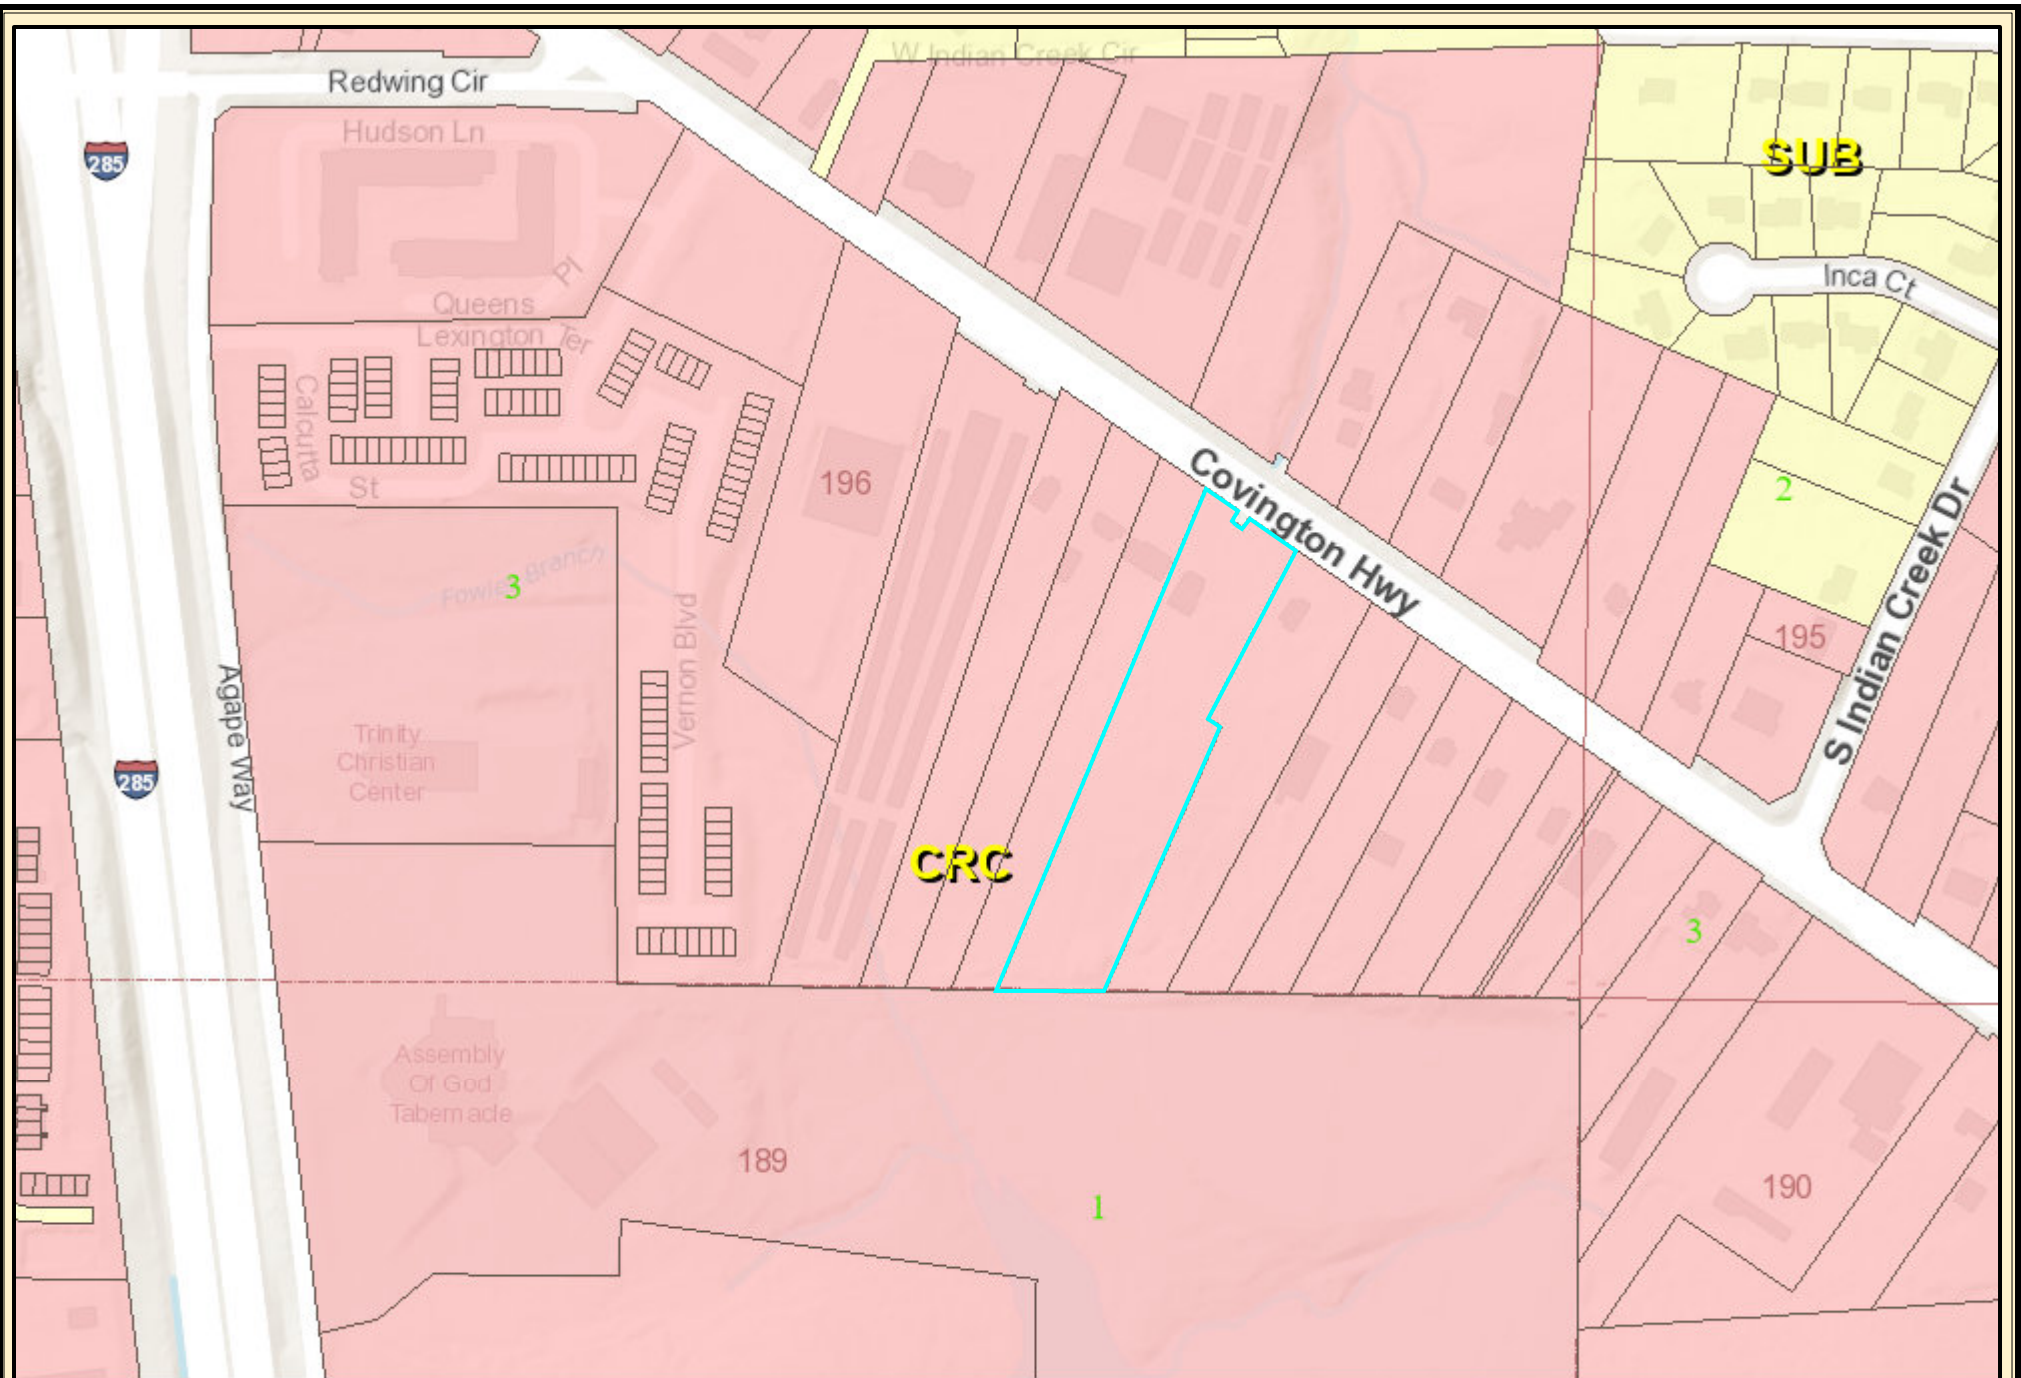 W Indian Creek Cir
Redwing Cir
Hudson Ln
285
SUB
Pl
Inca Ct
Queens
Lexington Ter
Calcutta
St
196
Covington Hwy
2
S Indian Creek Dr
Fowler Branch
3
Vernon Blvd
195
Agape Way
Trinity
Christian
Center
285
CRC
3
Assembly
Of God
Tabernacle
189
1
190